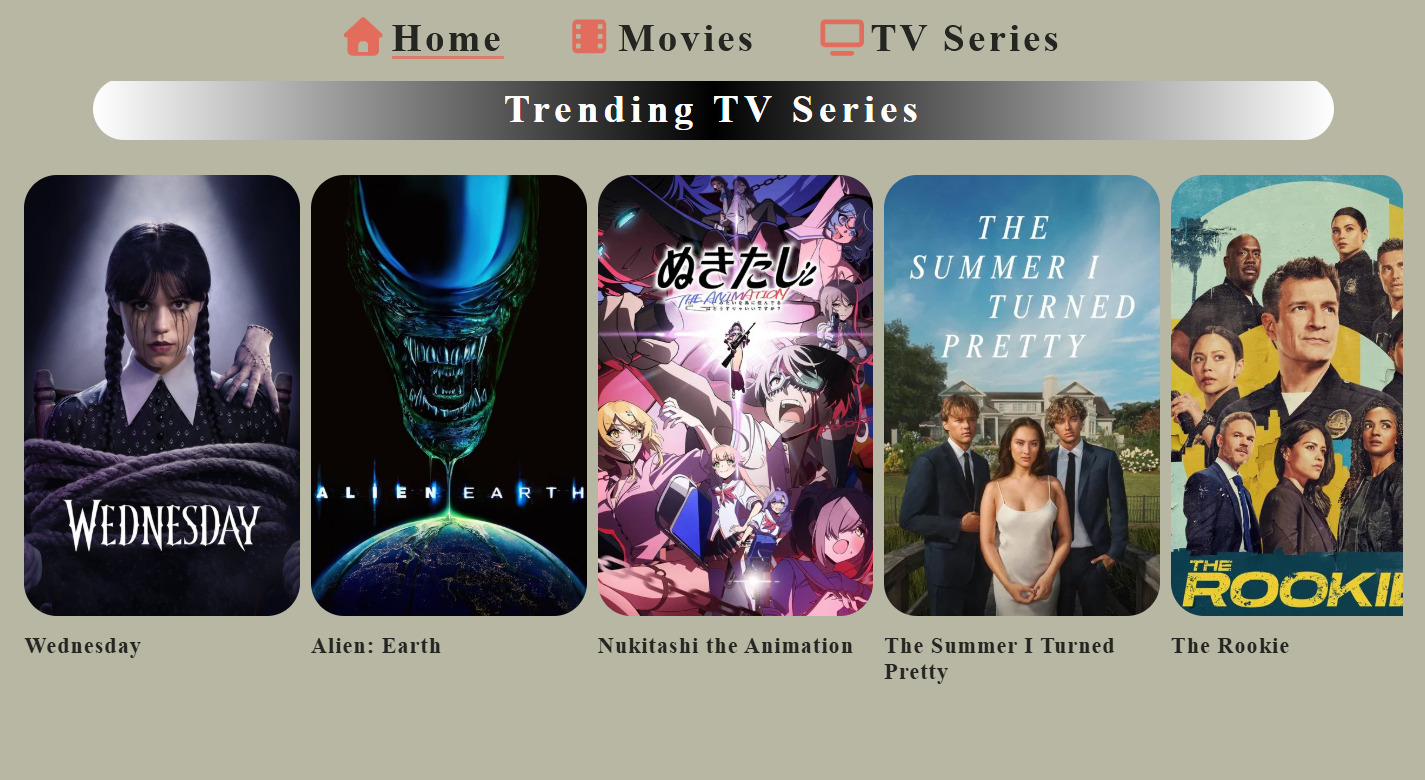 Home
Movies
TV Series
Trending TV Series
WEDNESDAY
ALIEN EARTH
ぬきたし
THE ANIMATION
THE
SUMMER I
TURNED
PRETTY
THE
ROOKIE
Wednesday
Alien: Earth
Nukitashi the Animation
The Summer I Turned
Pretty
The Rookie